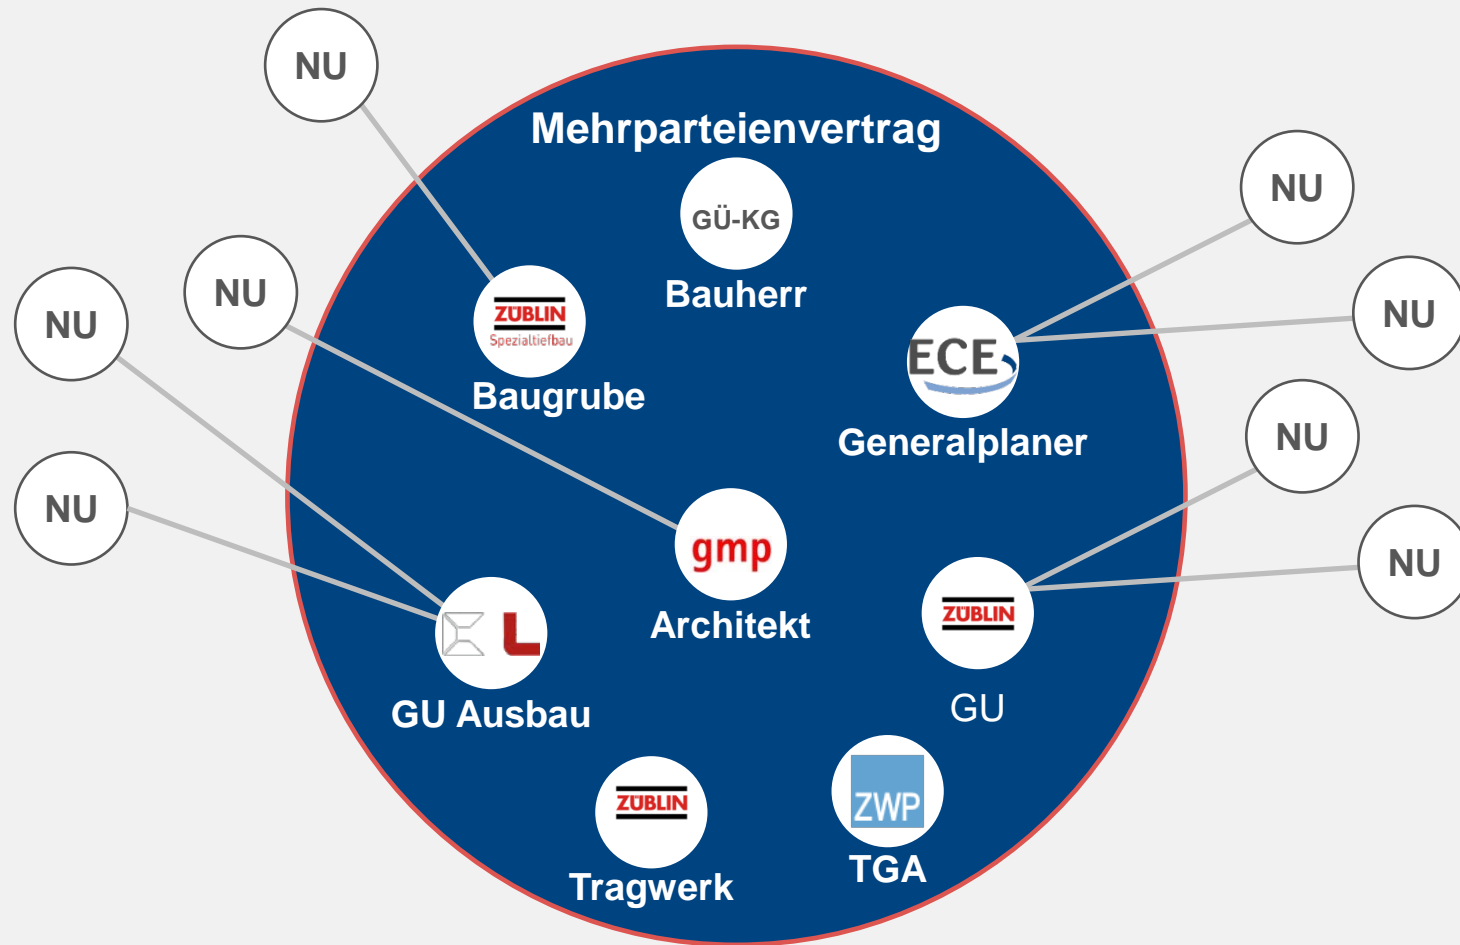 NU
Mehrparteienvertrag
NU
GÜ-KG
Bauherr
NU
NU
ZÜBLIN
Spezialtiefbau
Baugrube
NU
NU
ECE
Generalplaner
NU
NU
gmp
Architekt
NU
L
GU Ausbau
ZÜBLIN
GU
ZÜBLIN
Tragwerk
ZWP
TGA